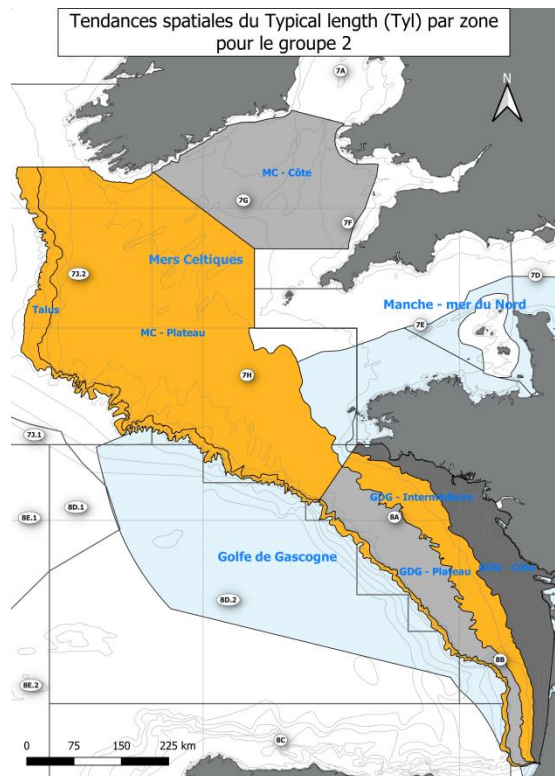 Tendances spatiales du Typical length (Tyl) par zone
pour le groupe 2
7A
N
MC - Côte
7G
7F
Mers Celtiques
7J.2
7D
Manche - mer du Nord
Talus
7E
MC - Plateau
7H
7J.1
GDG - Intermédiaire
8D.1
8A
8E.1
Golfe de Gascogne
GDG - Plateau
GDG - Côte
8D.2
8B
8E.2
8C
0 75 150 225 km